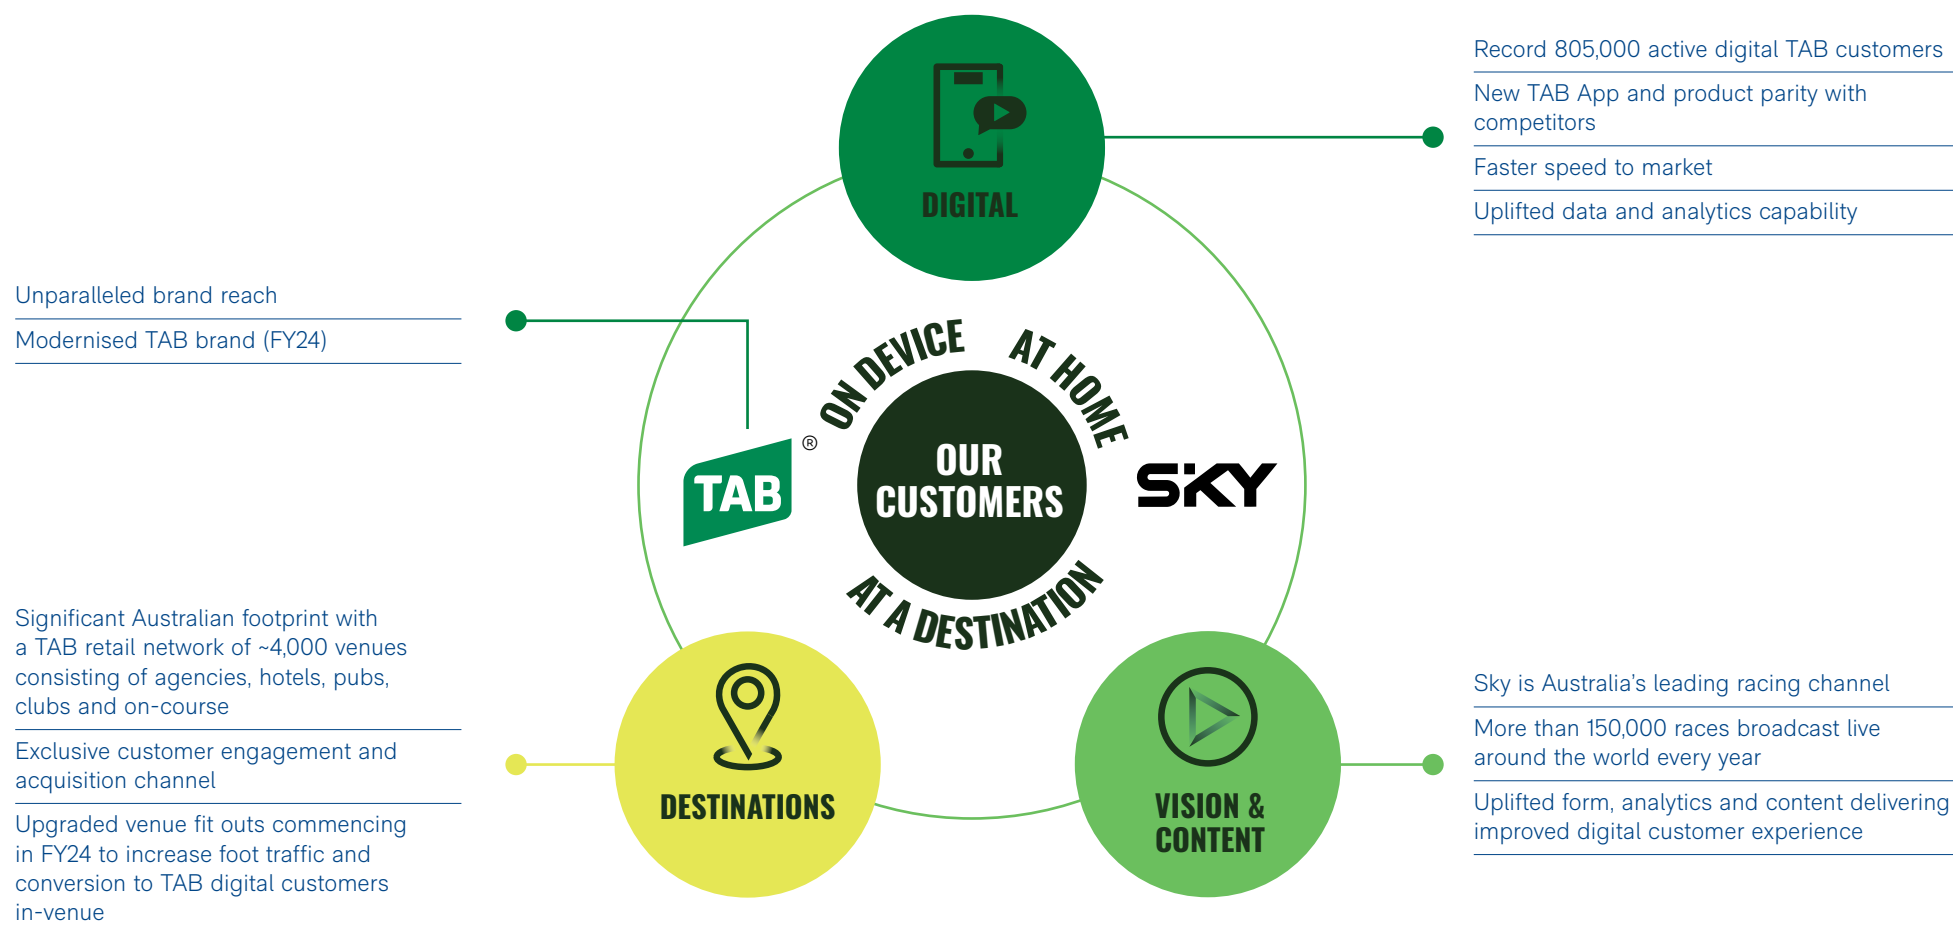 Record 805,000 active digital TAB customers
New TAB App and product parity with
competitors
Faster speed to market
Uplifted data and analytics capability
DIGITAL
Unparalleled brand reach
Modernised TAB brand (FY24)
ON DEVICE
AT HOME
TAB®
OUR
CUSTOMERS
SKY
AT A DESTINATION
Significant Australian footprint with
a TAB retail network of ~4,000 venues
consisting of agencies, hotels, pubs,
clubs and on-course
Exclusive customer engagement and
acquisition channel
Upgraded venue fit outs commencing
in FY24 to increase foot traffic and
conversion to TAB digital customers
in-venue
DESTINATIONS
VISION &
CONTENT
Sky is Australia’s leading racing channel
More than 150,000 races broadcast live
around the world every year
Uplifted form, analytics and content delivering
improved digital customer experience